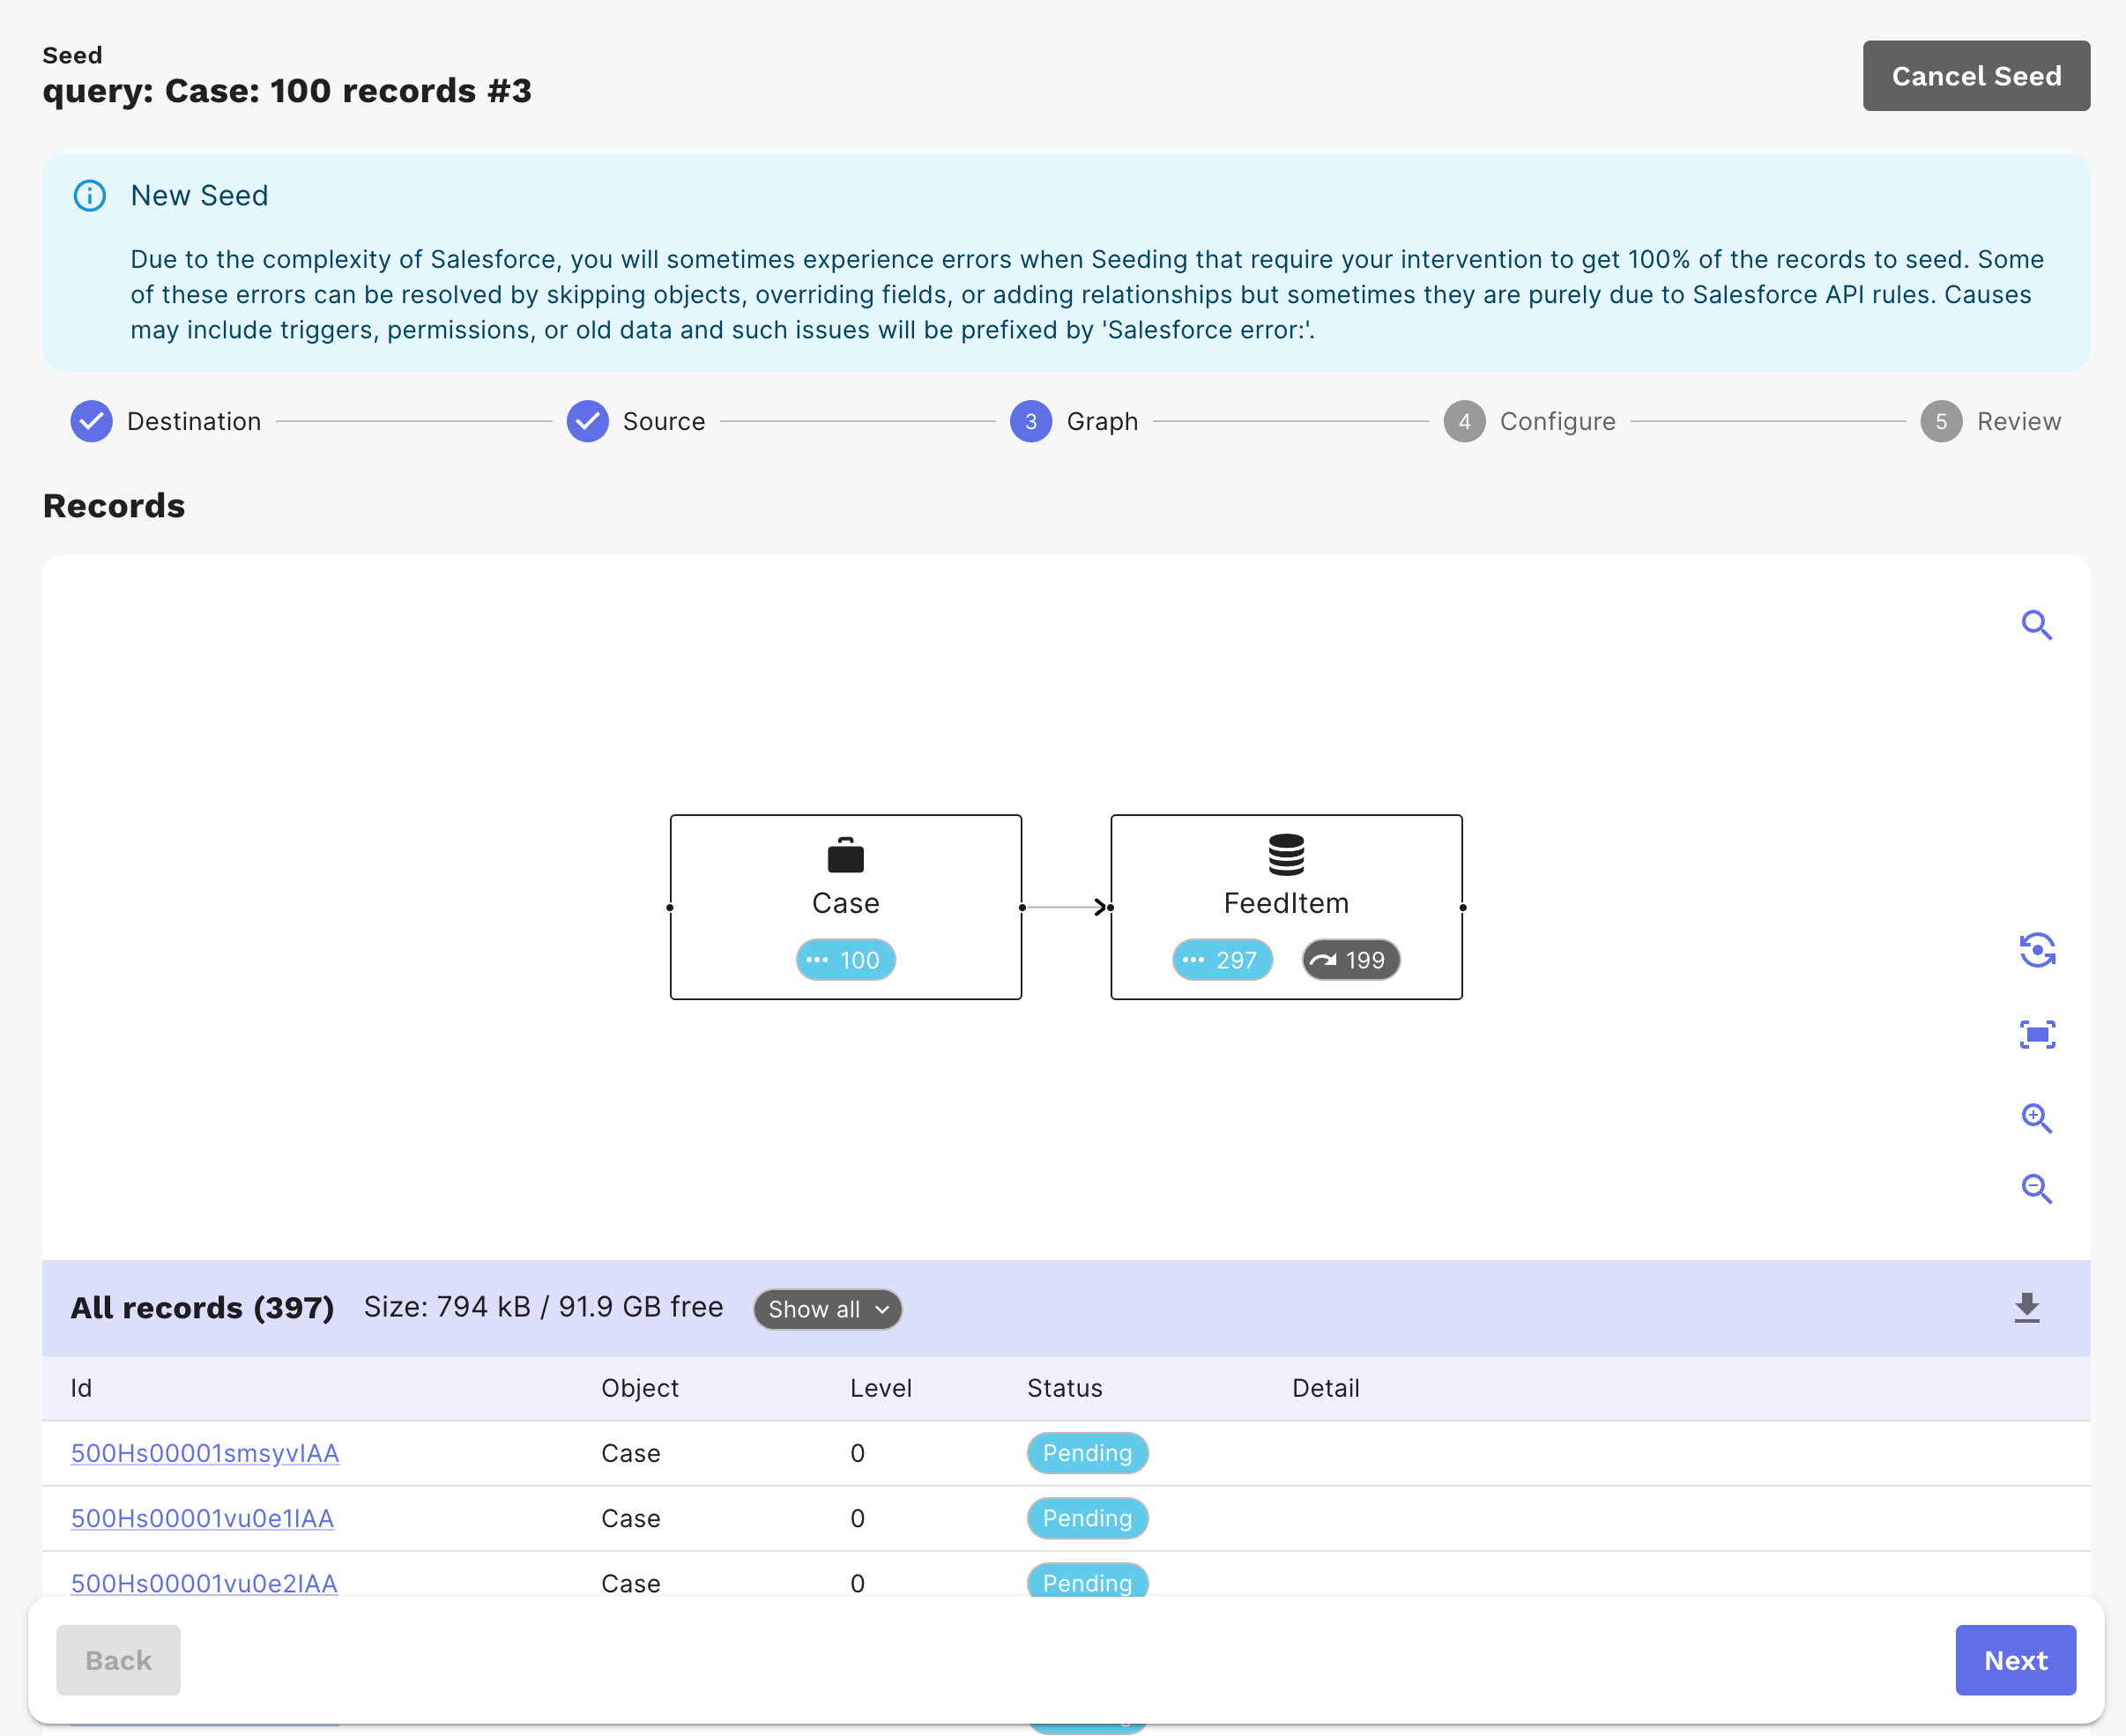 Seed
query: Case: 100 records #3
Cancel Seed
New Seed
Due to the complexity of Salesforce, you will sometimes experience errors when Seeding that require your intervention to get 100% of the records to seed. Some
of these errors can be resolved by skipping objects, overriding fields, or adding relationships but sometimes they are purely due to Salesforce API rules. Causes
may include triggers, permissions, or old data and such issues will be prefixed by 'Salesforce error:'.
Destination Source 3 Graph 4 Configure 5 Review
Records
Case FeedItem
100 297 199
All records (397) Size: 794 kB / 91.9 GB free Show all
Id Object Level Status Detail
500Hs00001smsyvIAA Case 0 Pending
500Hs00001vu0e1IAA Case 0 Pending
500Hs00001vu0e2IAA Case 0 Pending
Back Next